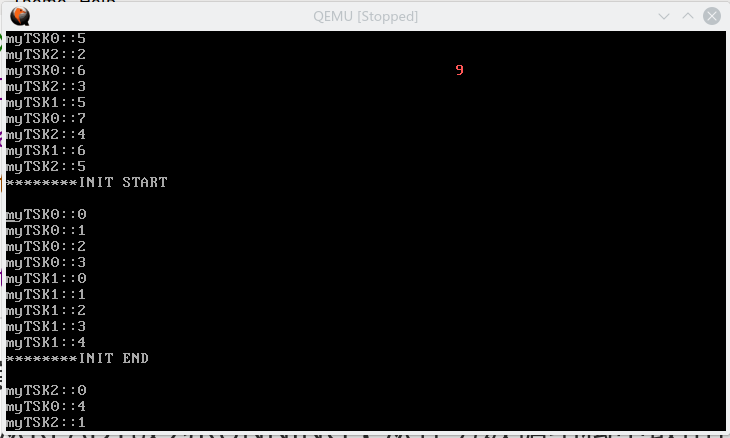 QEMU [Stopped]
myTSK0::5
myTSK2::2
myTSK0::6
9
myTSK2::3
myTSK1::5
myTSK0::7
myTSK2::4
myTSK1::6
myTSK2::5
********INIT START
myTSK0::0
myTSK0::1
myTSK0::2
myTSK0::3
myTSK1::0
myTSK1::1
myTSK1::2
myTSK1::3
myTSK1::4
********INIT END
myTSK2::0
myTSK0::4
myTSK2::1